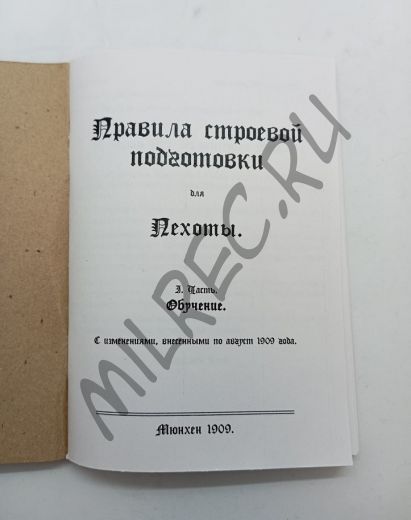 Правила строевой
подготовки
для
Пехоты.
I. Часть.
Обучение.
С изменениями, внесенными по август 1909 года.
Мюнхен 1909.
MILREC.RU